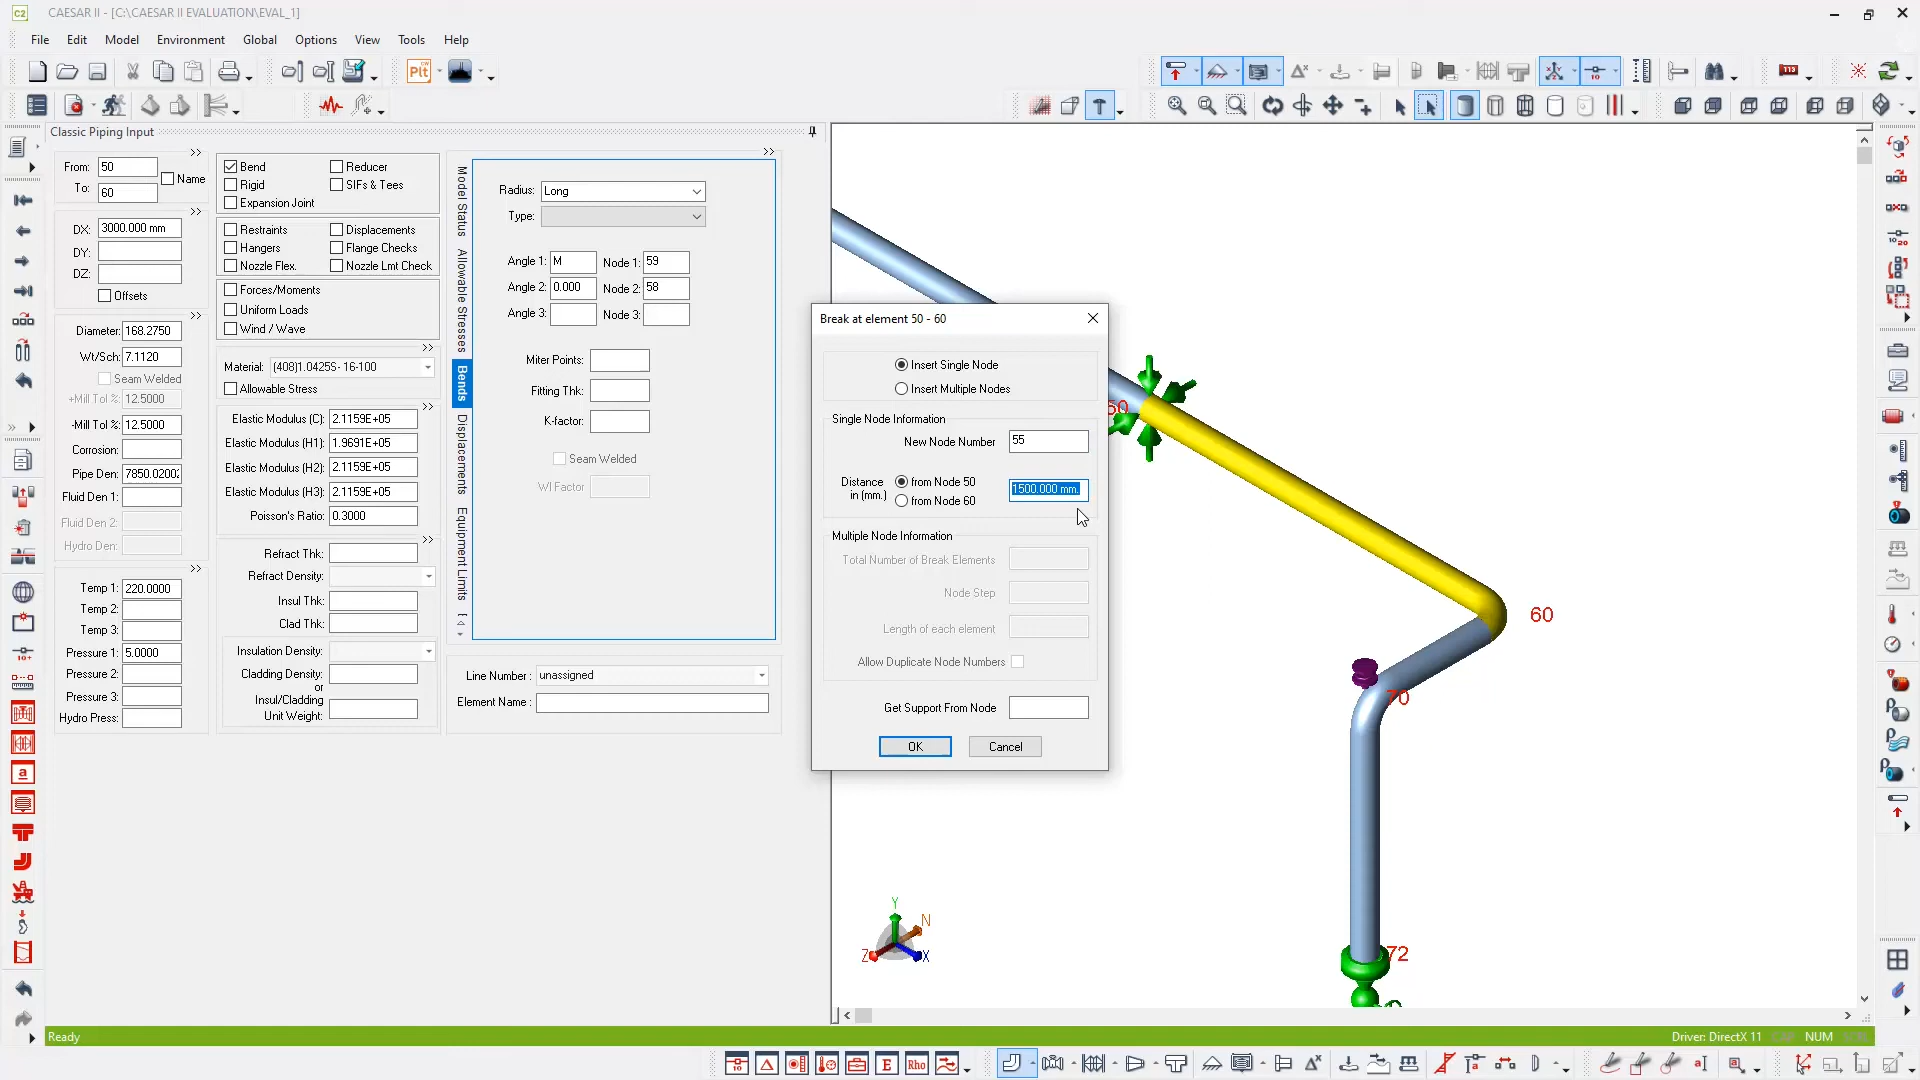 C2 CAESAR II - [C:\CAESAR II EVALUATION\EVAL_1]
File Edit Model Environment Global Options View Tools Help
Plt
113
Classic Piping Input
From: 50
To: 60
Name
DX: 3000.000 mm
DY:
DZ:
Offsets
Diameter: 168.2750
Wt/Sch: 7.1120
Seam Welded
+Mill Tol %: 12.5000
-Mill Tol %: 12.5000
Corrosion:
Pipe Den: 7850.02002
Fluid Den 1:
Fluid Den 2:
Hydro Den:
Temp 1: 220.0000
Temp 2:
Temp 3:
Pressure 1: 5.0000
Pressure 2:
Pressure 3:
Hydro Press:
Bend Reducer
Rigid SIFs & Tees
Expansion Joint
Restraints Displacements
Hangers Flange Checks
Nozzle Flex. Nozzle Lmt Check
Forces/Moments
Uniform Loads
Wind / Wave
Material: (408)1.0425S- 16-100
Allowable Stress
Elastic Modulus (C): 2.1159E+05
Elastic Modulus (H1): 1.9691E+05
Elastic Modulus (H2): 2.1159E+05
Elastic Modulus (H3): 2.1159E+05
Poisson's Ratio: 0.3000
Refract Thk:
Refract Density:
Insul Thk:
Clad Thk:
Insulation Density:
Cladding Density:
or
Insul/Cladding
Unit Weight:
Model Status
Allowable Stresses
Bends
Displacements
Equipment Limits
Radius: Long
Type:
Angle 1: M Node 1: 59
Angle 2: 0.000 Node 2: 58
Angle 3: Node 3:
Miter Points:
Fitting Thk:
K-factor:
Seam Welded
WI Factor
Line Number : unassigned
Element Name :
Break at element 50 - 60
Insert Single Node
Insert Multiple Nodes
Single Node Information
New Node Number 55
Distance
in (mm.)
from Node 50
from Node 60
1500.000 mm.
Multiple Node Information
Total Number of Break Elements
Node Step
Length of each element
Allow Duplicate Node Numbers
Get Support From Node
OK Cancel
50
60
70
72
Y
N
Z
X
Ready
Driver: DirectX 11 NUM
E Rho